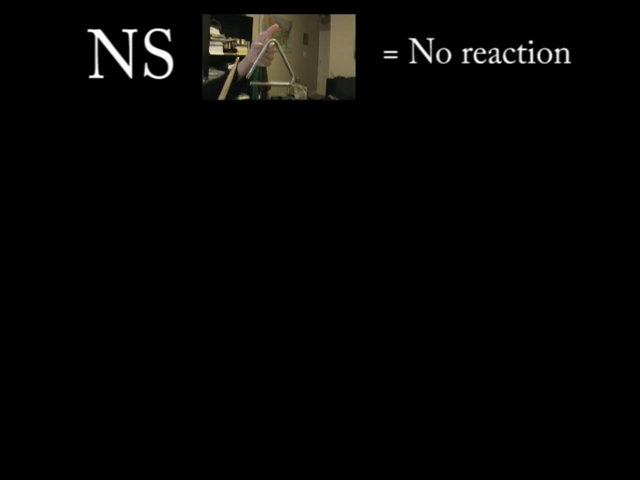 NS = No reaction